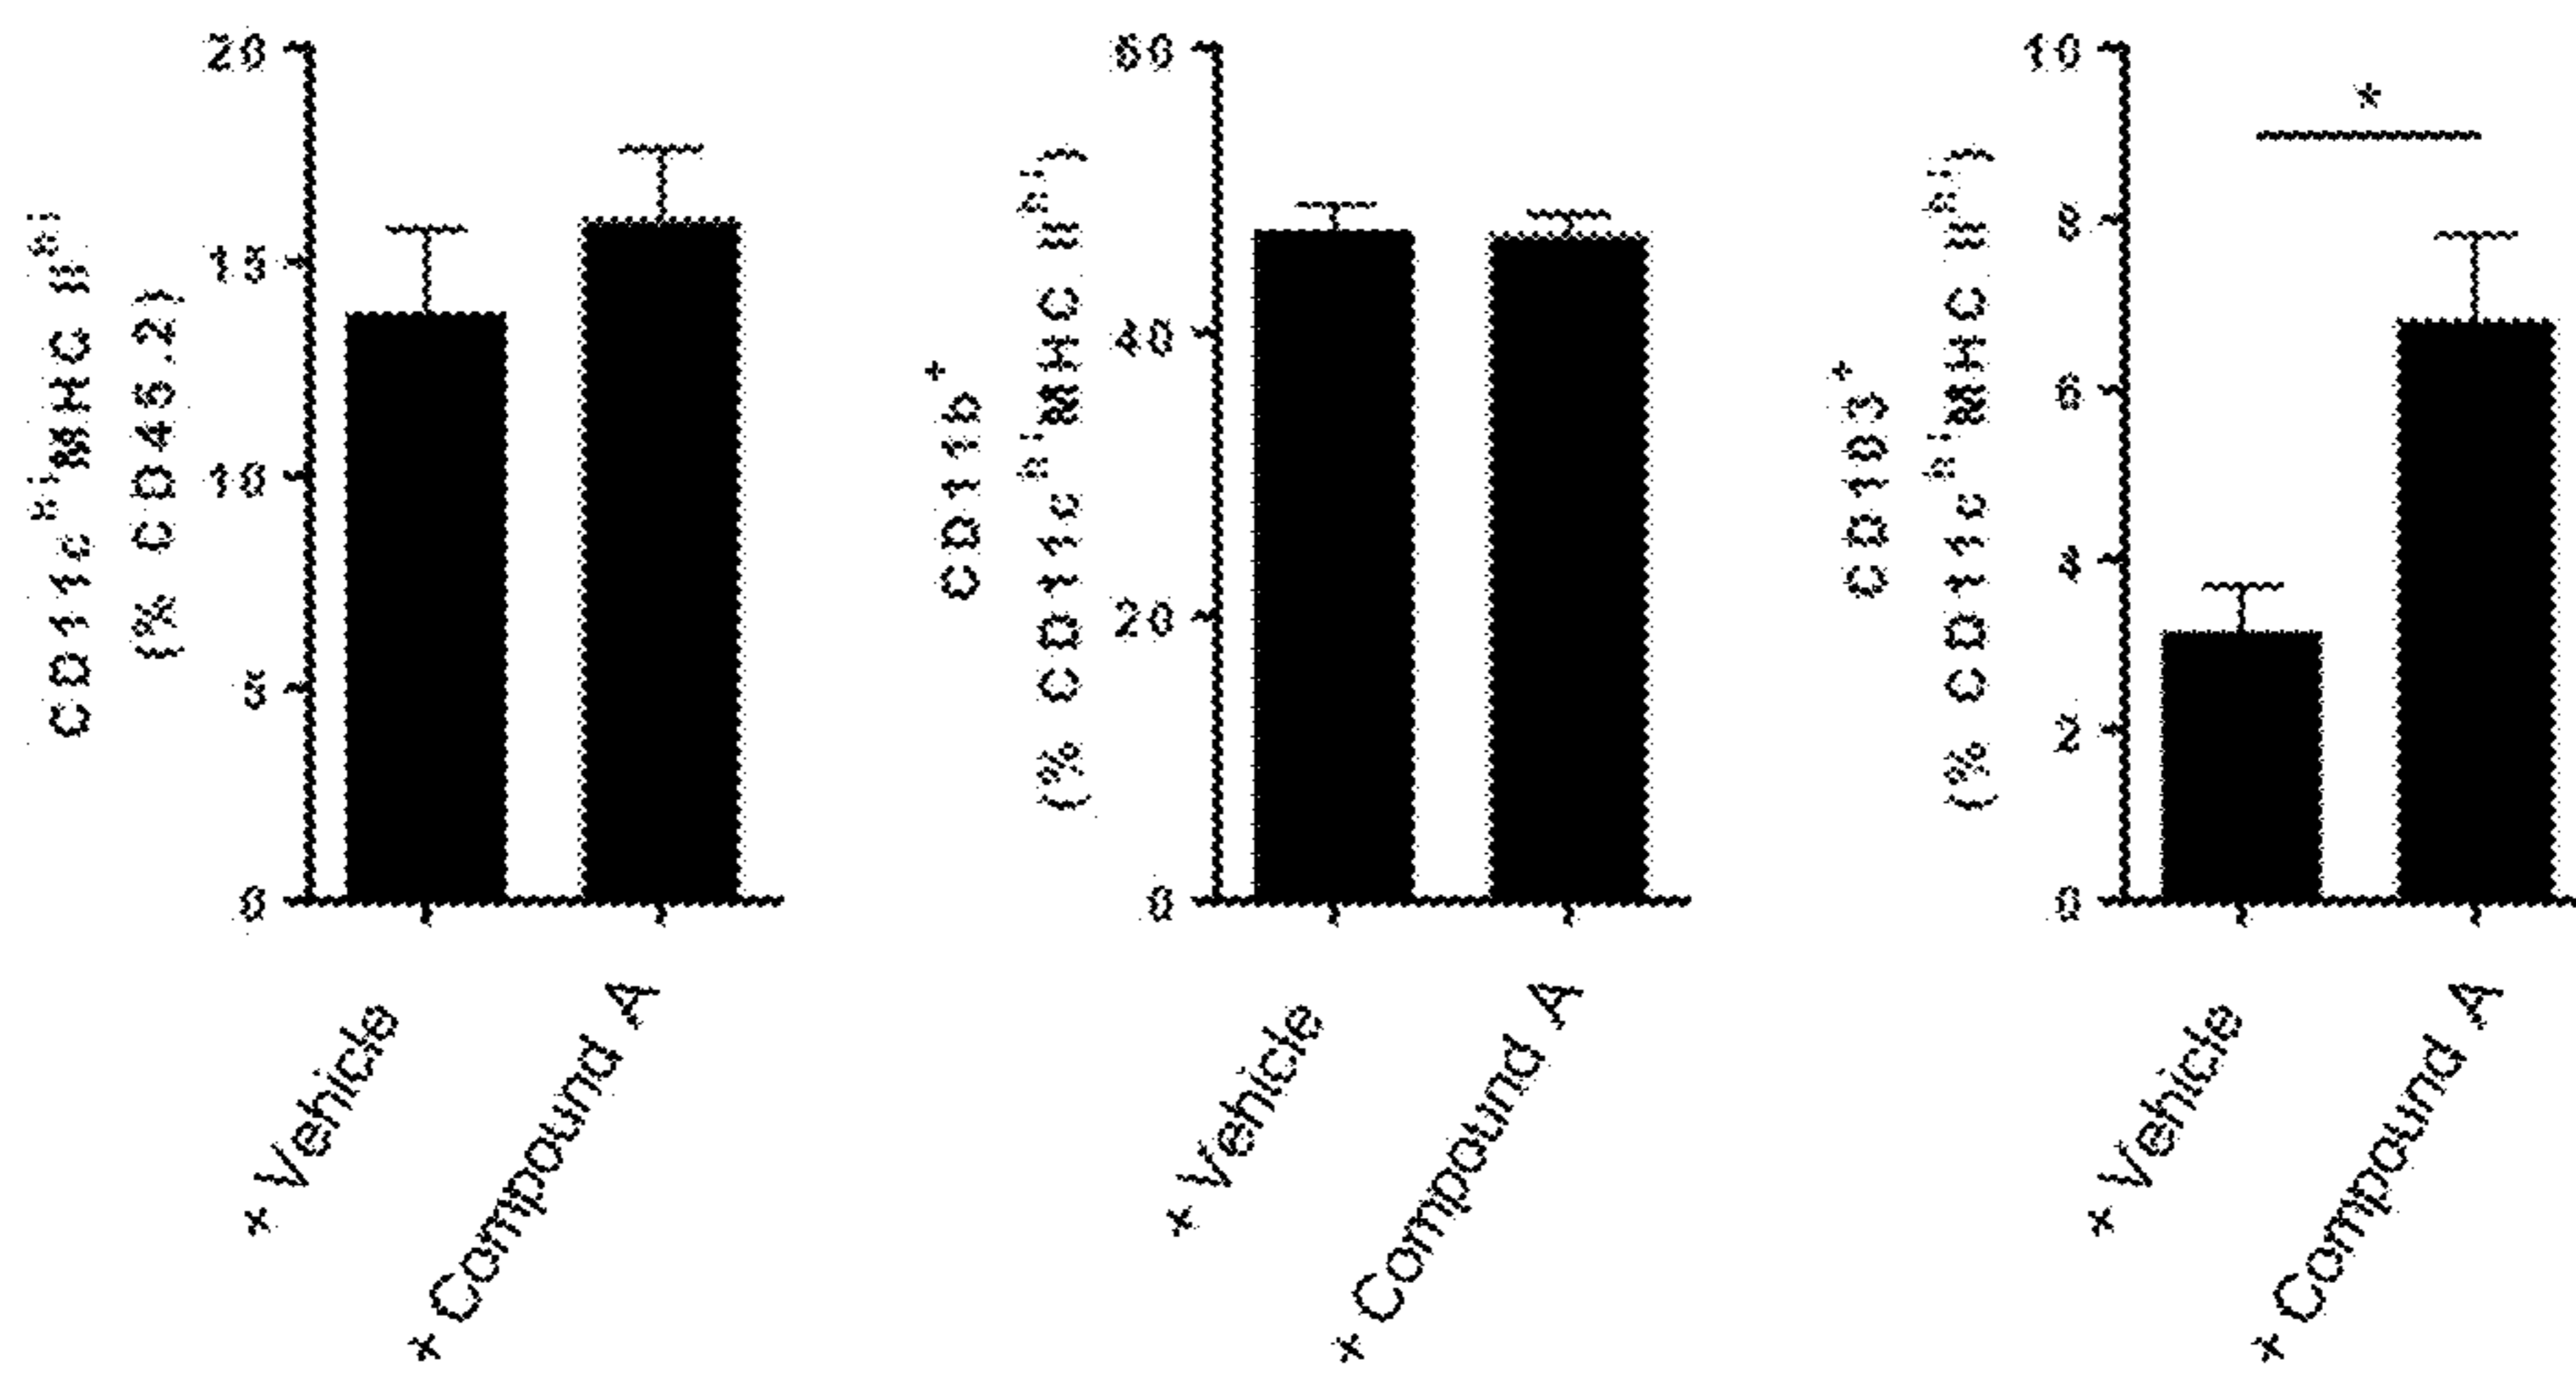 CD11c^hi MHC II^hi
(% CD45.2)
20
15
10
5
0
+ Vehicle
+ Compound A
CD11b^+
(% CD11c^hi MHC II^hi)
60
40
20
0
+ Vehicle
+ Compound A
CD103^+
(% CD11c^hi MHC II^hi)
10
8
6
4
2
0
*
+ Vehicle
+ Compound A